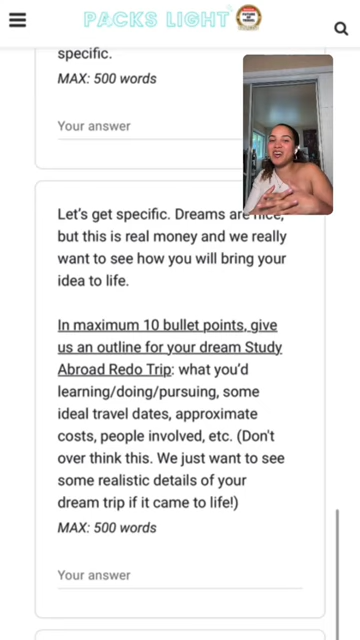 PACKS LIGHT
specific.
MAX: 500 words
Your answer
Let's get specific. Dreams are nice,
but this is real money and we really
want to see how you will bring your
idea to life.
In maximum 10 bullet points, give
us an outline for your dream Study
Abroad Redo Trip: what you'd
learning/doing/pursuing, some
ideal travel dates, approximate
costs, people involved, etc. (Don't
over think this. We just want to see
some realistic details of your
dream trip if it came to life!)
MAX: 500 words
Your answer